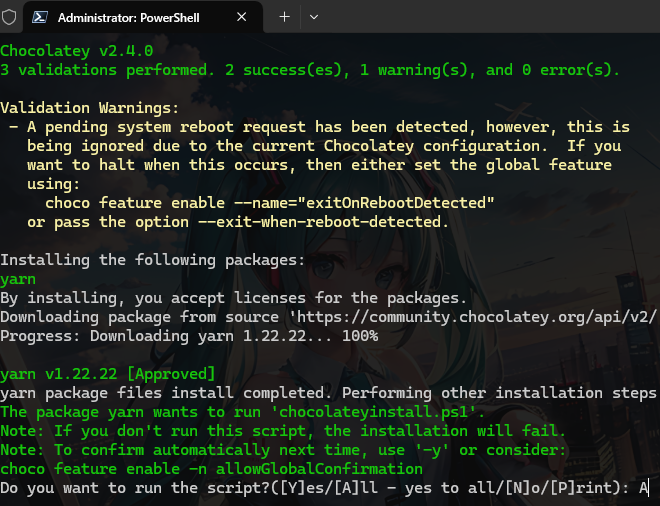 Administrator: PowerShell
Chocolatey v2.4.0
3 validations performed. 2 success(es), 1 warning(s), and 0 error(s).
Validation Warnings:
- A pending system reboot request has been detected, however, this is
being ignored due to the current Chocolatey configuration.  If you
want to halt when this occurs, then either set the global feature
using:
choco feature enable --name="exitOnRebootDetected"
or pass the option --exit-when-reboot-detected.
Installing the following packages:
yarn
By installing, you accept licenses for the packages.
Downloading package from source 'https://community.chocolatey.org/api/v2/
Progress: Downloading yarn 1.22.22... 100%
yarn v1.22.22 [Approved]
yarn package files install completed. Performing other installation steps
The package yarn wants to run 'chocolateyinstall.ps1'.
Note: If you don't run this script, the installation will fail.
Note: To confirm automatically next time, use '-y' or consider:
choco feature enable -n allowGlobalConfirmation
Do you want to run the script?([Y]es/[A]ll - yes to all/[N]o/[P]rint): A